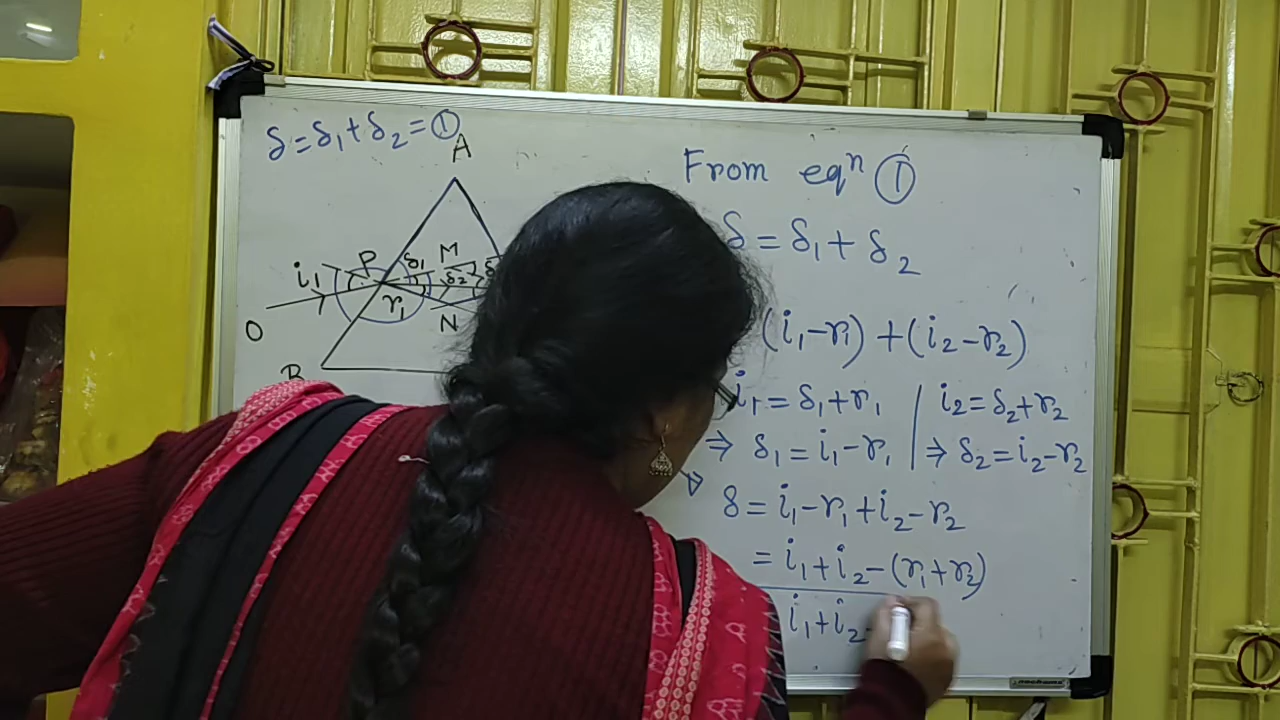 δ = δ₁ + δ₂ = ①
A
P δ₁ M
i₁ δ₂ δ
r₁
O N
B
From eqⁿ ①
δ = δ₁ + δ₂
(i₁ - r₁) + (i₂ - r₂)
i₁ = δ₁ + r₁ | i₂ = δ₂ + r₂
⇒ δ₁ = i₁ - r₁ | ⇒ δ₂ = i₂ - r₂
⇒ δ = i₁ - r₁ + i₂ - r₂
= i₁ + i₂ - (r₁ + r₂)
i₁ + i₂ -